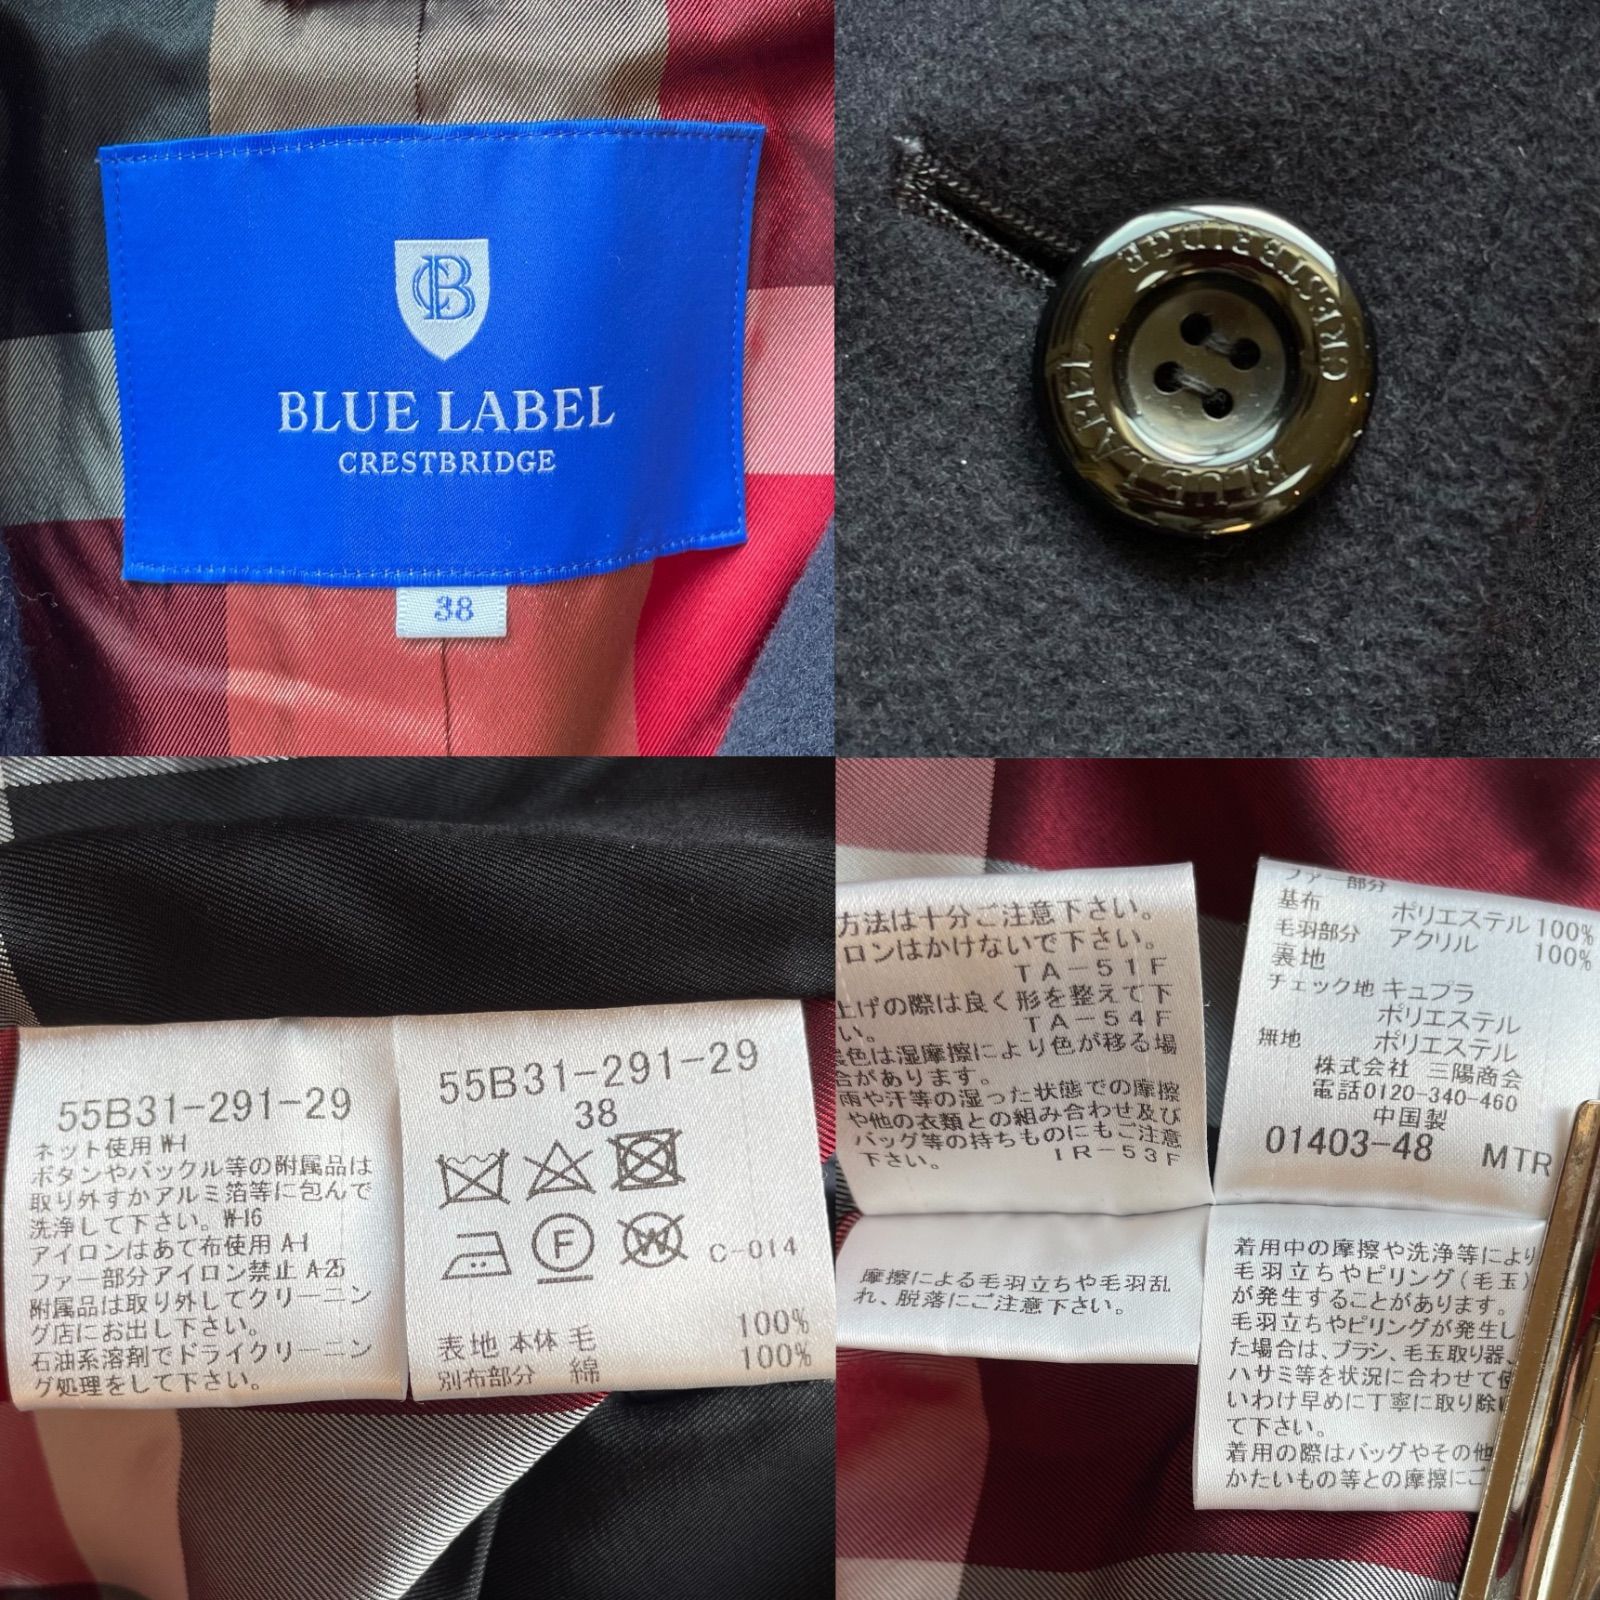 CB
BLUE LABEL
CRESTBRIDGE
38
BLUE LABEL
CRESTBRIDGE
55B31-291-29
ネット使用 W-1
ボタンやバックル等の附属品は
取り外すかアルミ箔等に包んで
洗浄して下さい。W-16
アイロンはあて布使用 A-1
ファー部分アイロン禁止 A-25
附属品は取り外してクリーニン
グ店にお出し下さい。
石油系溶剤でドライクリーニン
グ処理をして下さい。
55B31-291-29
38
F
W
C-014
表地 本体 毛 100%
別布部分 綿 100%
方法は十分ご注意下さい。
ロンはかけないで下さい。
TA-51F
上げの際は良く形を整えて下
い。 TA-54F
色は湿摩擦により色が移る場
合があります。
雨や汗等の湿った状態での摩擦
や他の衣類との組み合わせ及び
バッグ等の持ちものにもご注意
下さい。 IR-53F
摩擦による毛羽立ちや毛羽乱
れ、脱落にご注意下さい。
ファー部分
基布 ポリエステル 100%
毛羽部分 アクリル 100%
裏地
チェック地 キュプラ
ポリエステル
無地 ポリエステル
株式会社 三陽商会
電話0120-340-460
中国製
01403-48 MTR
着用中の摩擦や洗浄等により
毛羽立ちやピリング(毛玉)
が発生することがあります。
毛羽立ちやピリングが発生し
た場合は、ブラシ、毛玉取り器、
ハサミ等を状況に合わせて使
いわけ早めに丁寧に取り除い
て下さい。
着用の際はバッグやその他
かたいもの等との摩擦にご